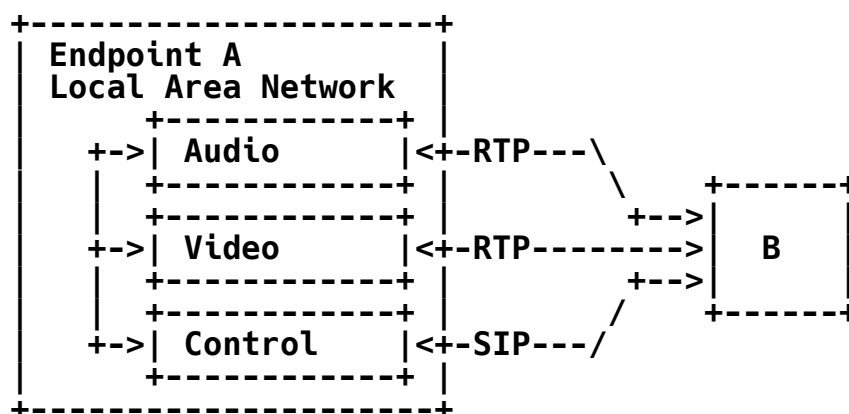 Endpoint A
Local Area Network
Audio
RTP
Video
RTP
B
Control
SIP